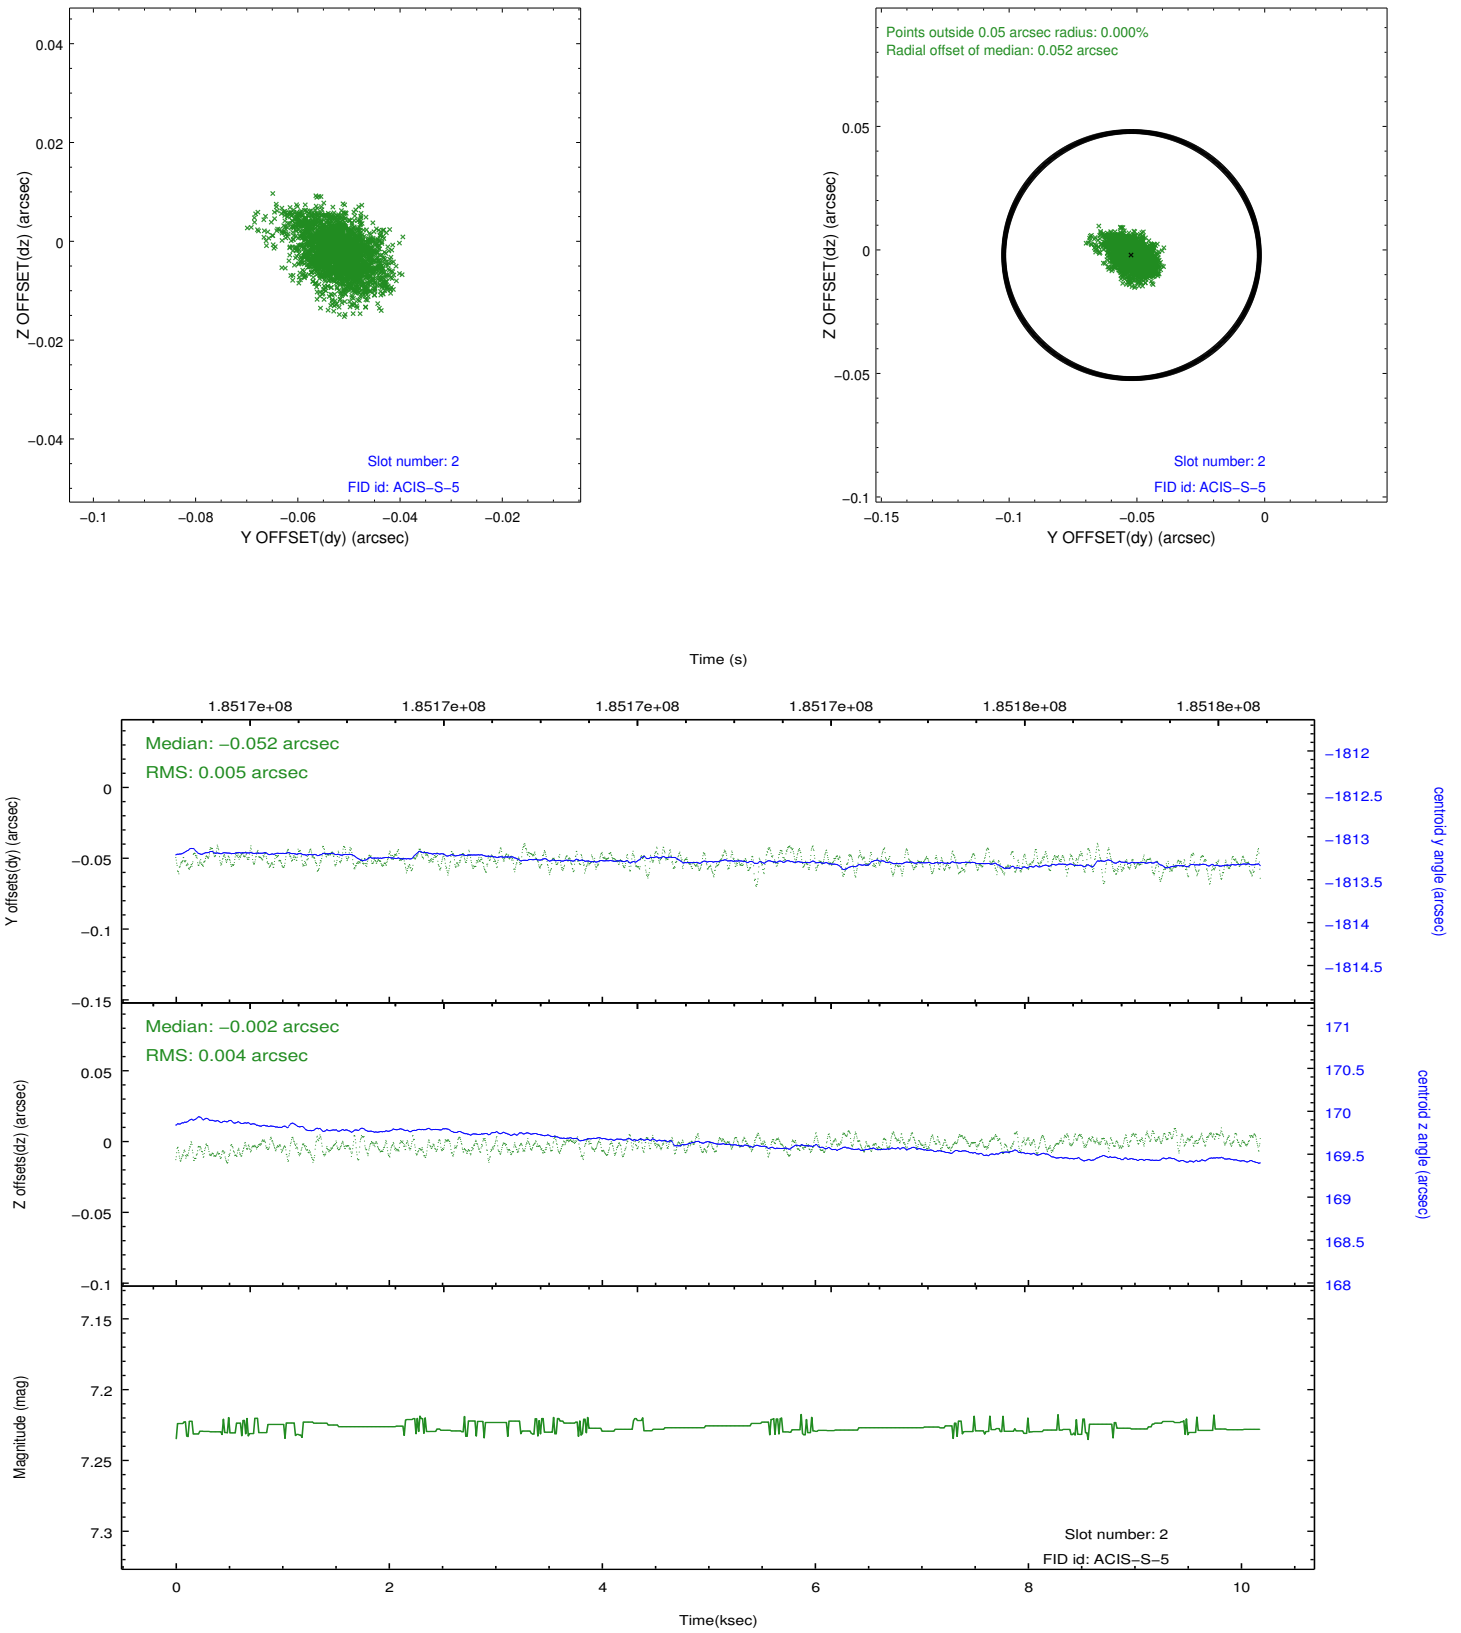 0.04
0.02
0
−0.02
−0.04
Z OFFSET(dz) (arcsec)
Slot number: 2
FID id: ACIS−S−5
−0.1 −0.08 −0.06 −0.04 −0.02
Y OFFSET(dy) (arcsec)
Points outside 0.05 arcsec radius: 0.000%
Radial offset of median: 0.052 arcsec
0.05
0
−0.05
−0.1
Z OFFSET(dz) (arcsec)
Slot number: 2
FID id: ACIS−S−5
−0.15 −0.1 −0.05 0
Y OFFSET(dy) (arcsec)
Time (s)
1.8517e+08 1.8517e+08 1.8517e+08 1.8517e+08 1.8518e+08 1.8518e+08
Median: −0.052 arcsec
RMS: 0.005 arcsec
0
−0.05
−0.1
−0.15
Y offsets(dy) (arcsec)
−1812
−1812.5
−1813
−1813.5
−1814
−1814.5
centroid y angle (arcsec)
Median: −0.002 arcsec
RMS: 0.004 arcsec
0.05
0
−0.05
−0.1
Z offsets(dz) (arcsec)
171
170.5
170
169.5
169
168.5
168
centroid z angle (arcsec)
7.15
7.2
7.25
7.3
Magnitude (mag)
Slot number: 2
FID id: ACIS−S−5
0 2 4 6 8 10
Time(ksec)